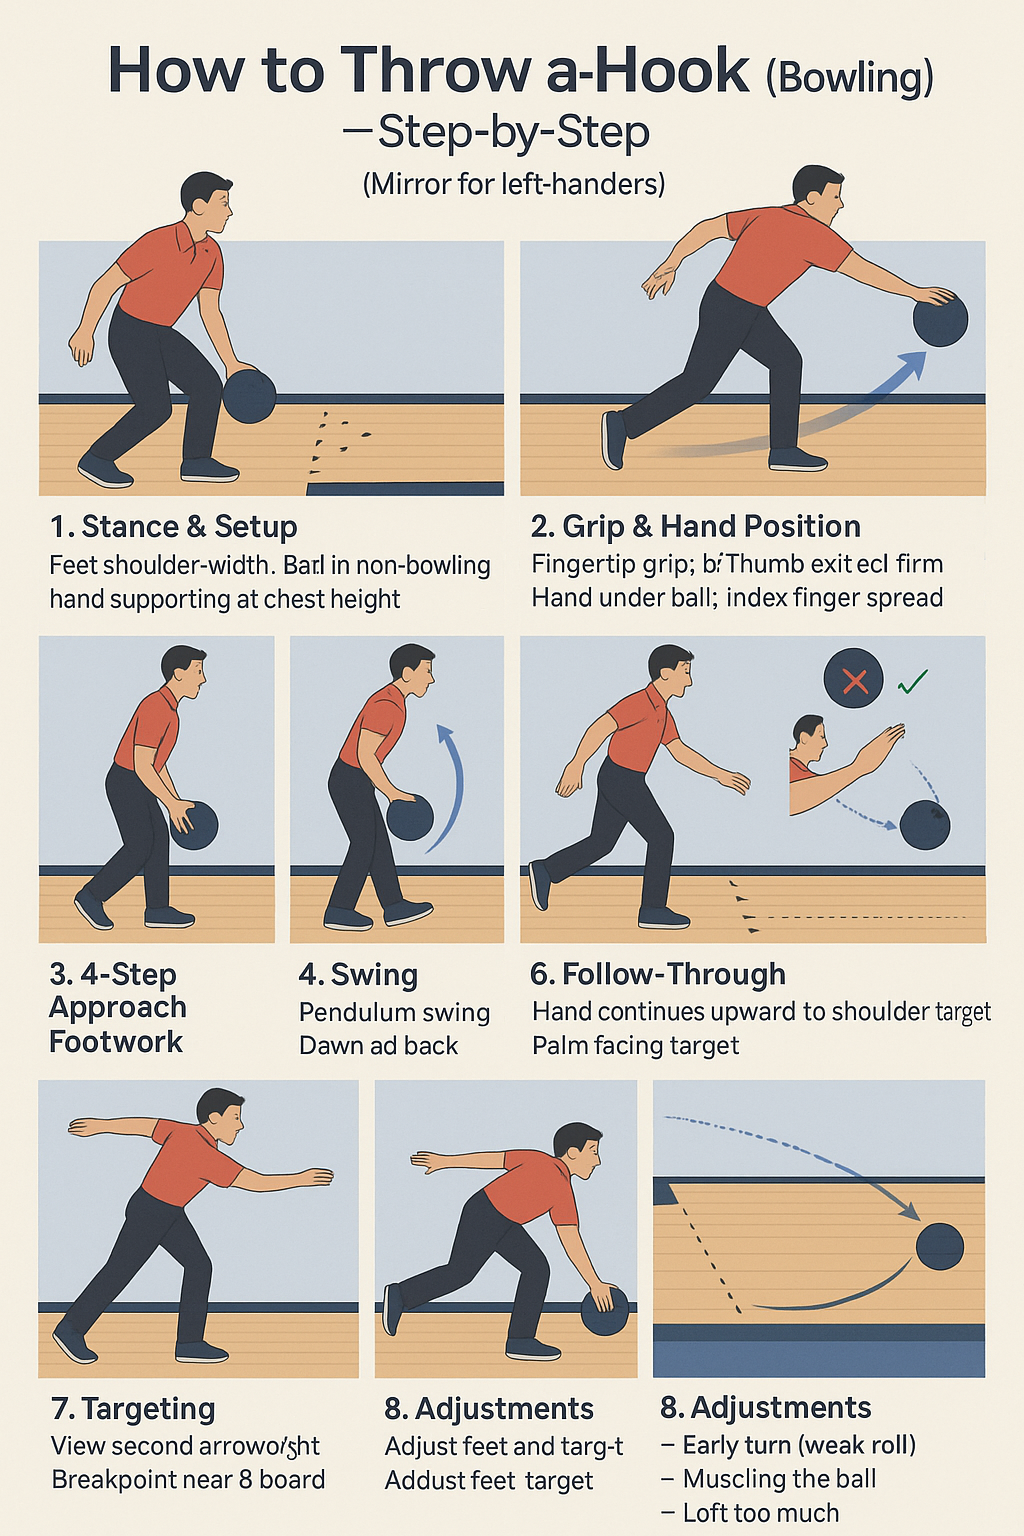 How to Throw a-Hook (Bowling)
—Step-by-Step
(Mirror for left-handers)
1. Stance & Setup
Feet shoulder-width. in non-bowling
hand supporting at chest height
2. Grip & Hand Position
Fingertip grip; Thumb exit ecl firm
Hand under ball; index finger spread
3. 4-Step
Approach
Footwork
4. Swing
Pendulum swing
Dawn ad back
6. Follow-Through
Hand continues upward to shoulder target
Palm facing target
7. Targeting
View second
Breakpoint near 8 board
8. Adjustments
Adjust feet and targ-t
Addust feet target
8. Adjustments
– Early turn (weak roll)
– Muscling the ball
– Loft too much